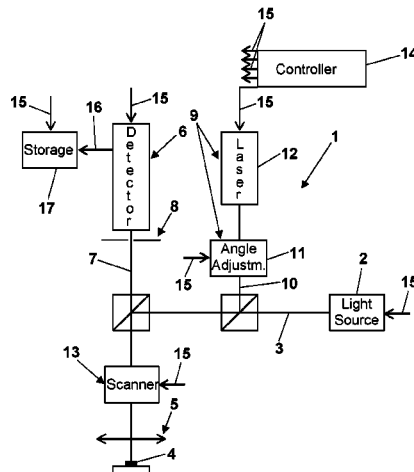 15
Controller
14
15
16
15
15
D
e
t
e
c
t
o
r
6
9
L
a
s
e
r
12
1
Storage
17
8
7
Angle
Adjustm.
11
15
10
2
Light
Source
15
3
13
Scanner
15
5
4